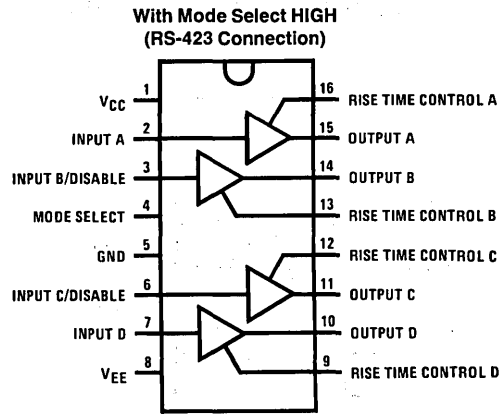 With Mode Select HIGH
(RS-423 Connection)
VCC 1 16 RISE TIME CONTROL A
INPUT A 2 15 OUTPUT A
INPUT B/DISABLE 3 14 OUTPUT B
MODE SELECT 4 13 RISE TIME CONTROL B
GND 5 12 RISE TIME CONTROL C
INPUT C/DISABLE 6 11 OUTPUT C
INPUT D 7 10 OUTPUT D
VEE 8 9 RISE TIME CONTROL D